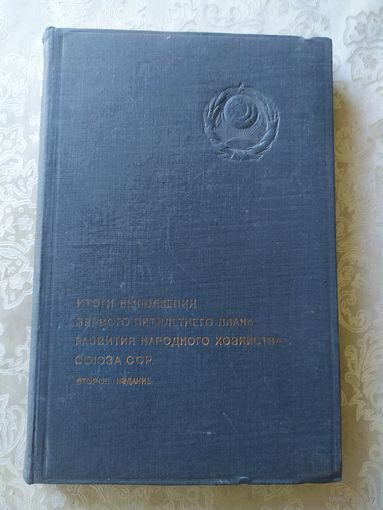 ИТОГИ ВЫПОЛНЕНИЯ
ПЕРВОГО ПЯТИЛЕТНЕГО ПЛАНА
РАЗВИТИЯ НАРОДНОГО ХОЗЯЙСТВА
СОЮЗА ССР
ВТОРОЕ ИЗДАНИЕ